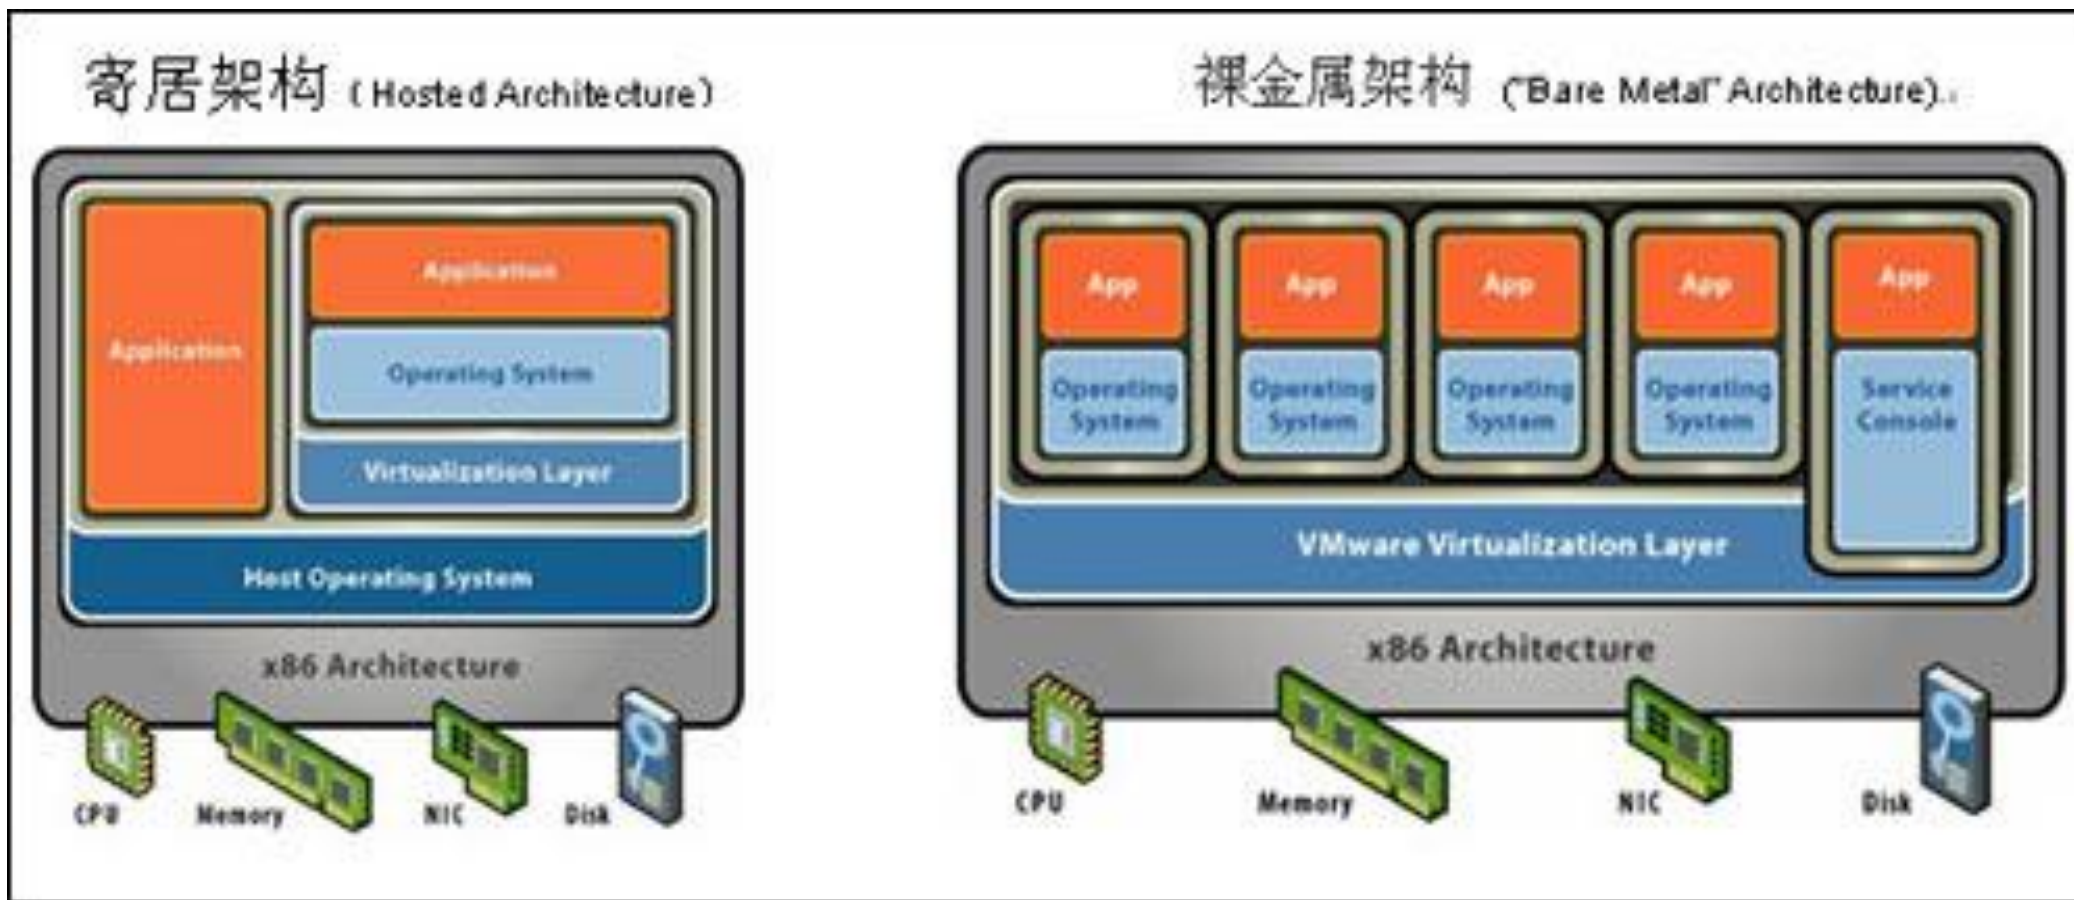 寄居架构 ( Hosted Architecture )
Application
Application
Operating System
Virtualization Layer
Host Operating System
x86 Architecture
CPU
Memory
NIC
Disk
裸金属架构 ("Bare Metal" Architecture)..
App
App
App
App
App
Operating
System
Operating
System
Operating
System
Operating
System
Service
Console
VMware Virtualization Layer
x86 Architecture
CPU
Memory
NIC
Disk